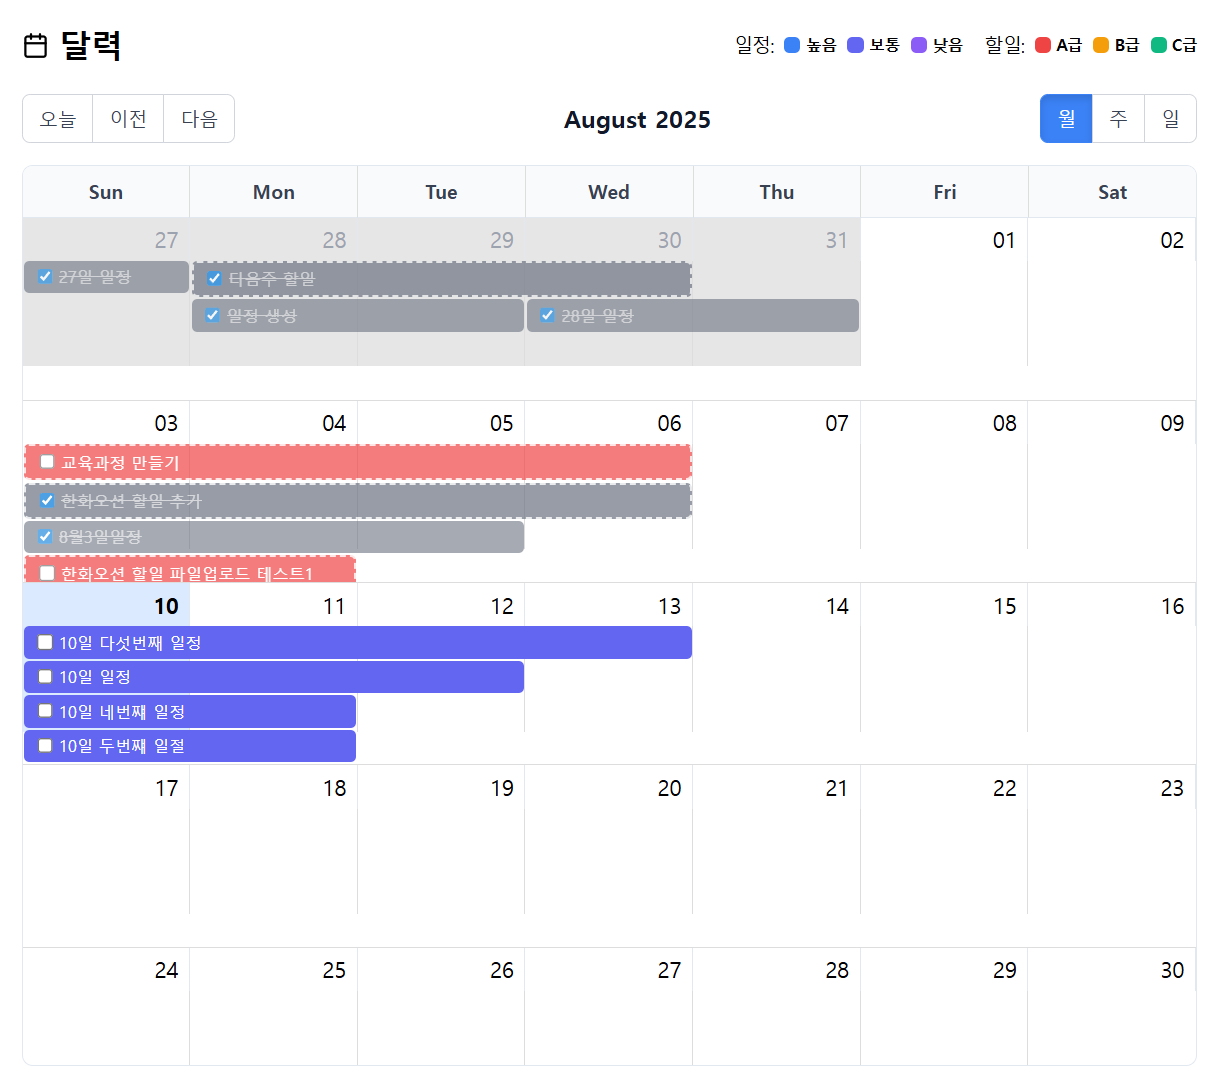 달력
일정: 높음 보통 낮음 할일: A급 B급 C급
오늘 이전 다음
August 2025
월 주 일
Sun Mon Tue Wed Thu Fri Sat
27 28 29 30 31 01 02
27일 일정
다음주 할일
일정 생성
28일 일정
03 04 05 06 07 08 09
교육과정 만들기
한화오션 할일 추가
8월3일일정
한화오션 할일 파일업로드 테스트1
10 11 12 13 14 15 16
10일 다섯번째 일정
10일 일정
10일 네번째 일정
10일 두번째 일절
17 18 19 20 21 22 23
24 25 26 27 28 29 30